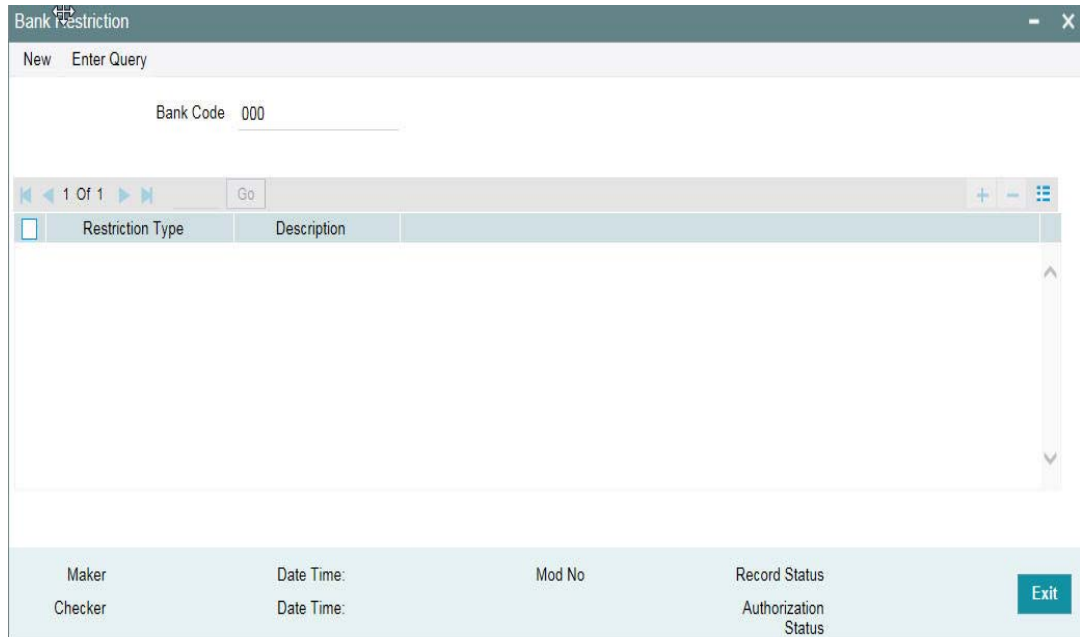 Bank Restriction
New Enter Query
Bank Code 000
1 Of 1 Go
Restriction Type Description
Maker Date Time: Mod No Record Status
Exit
Checker Date Time: Authorization
Status